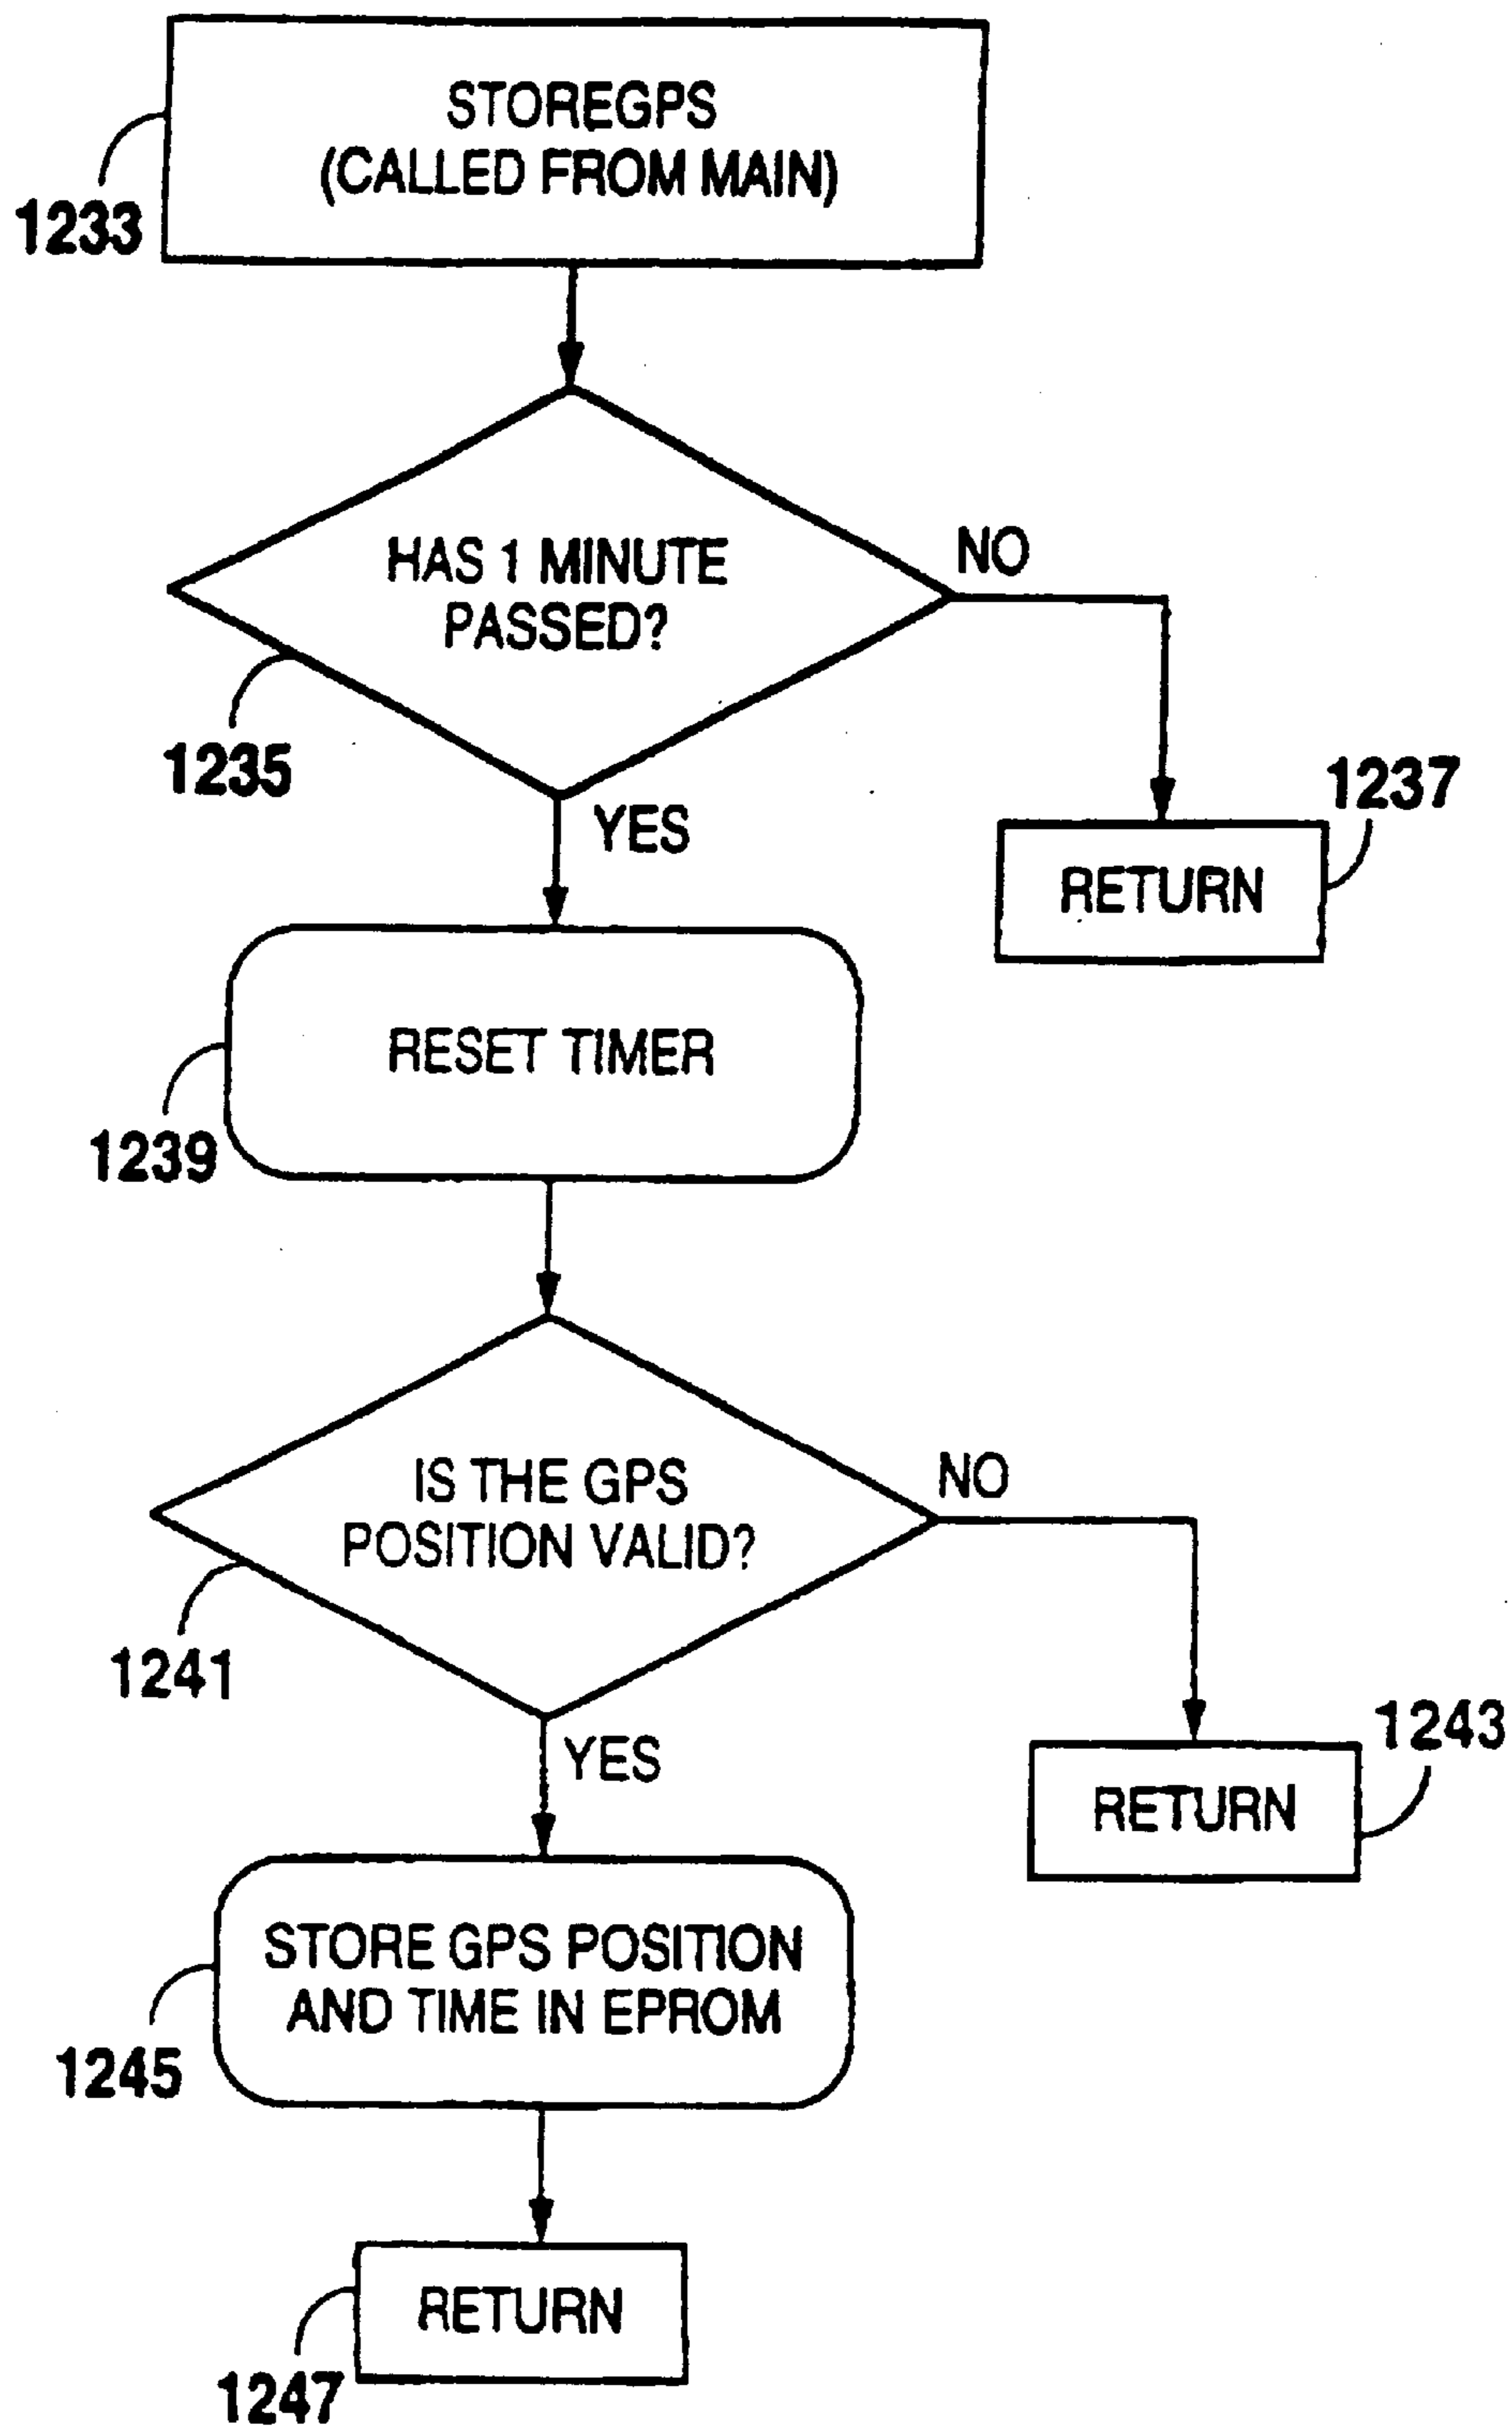 STOREGPS
(CALLED FROM MAIN)
1233
HAS 1 MINUTE
PASSED?
NO
1235
YES
1237
RETURN
RESET TIMER
1239
IS THE GPS
POSITION VALID?
NO
1241
YES
1243
RETURN
STORE GPS POSITION
AND TIME IN EPROM
1245
RETURN
1247